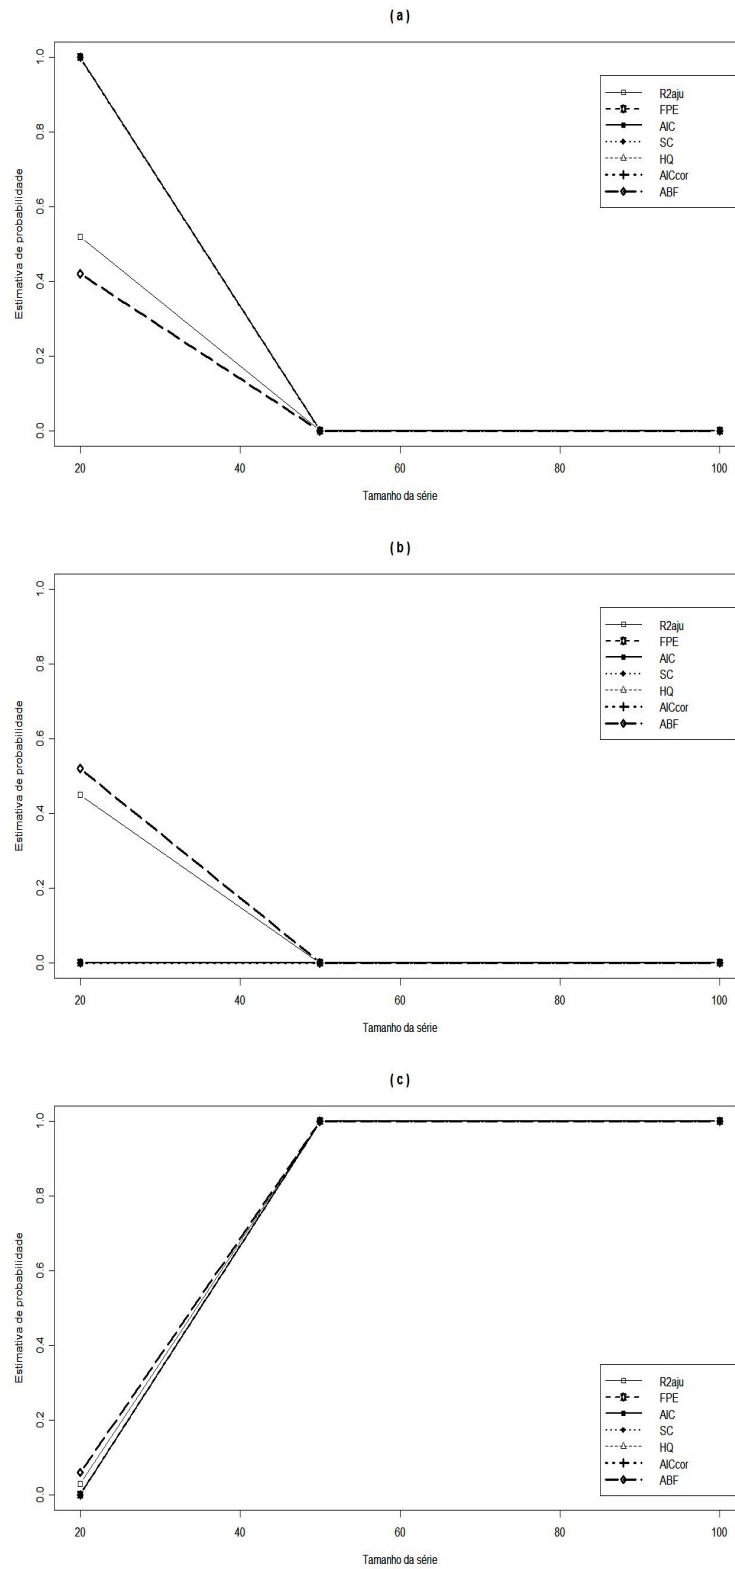 ( a )
Estimativa de probabilidade
1.0
0.8
0.6
0.4
0.2
0.0
R2aju
FPE
AIC
SC
HQ
AICcor
ABF
20 40 60 80 100
Tamanho da série
( b )
Estimativa de probabilidade
1.0
0.8
0.6
0.4
0.2
0.0
R2aju
FPE
AIC
SC
HQ
AICcor
ABF
20 40 60 80 100
Tamanho da série
( c )
Estimativa de probabilidade
1.0
0.8
0.6
0.4
0.2
0.0
R2aju
FPE
AIC
SC
HQ
AICcor
ABF
20 40 60 80 100
Tamanho da série